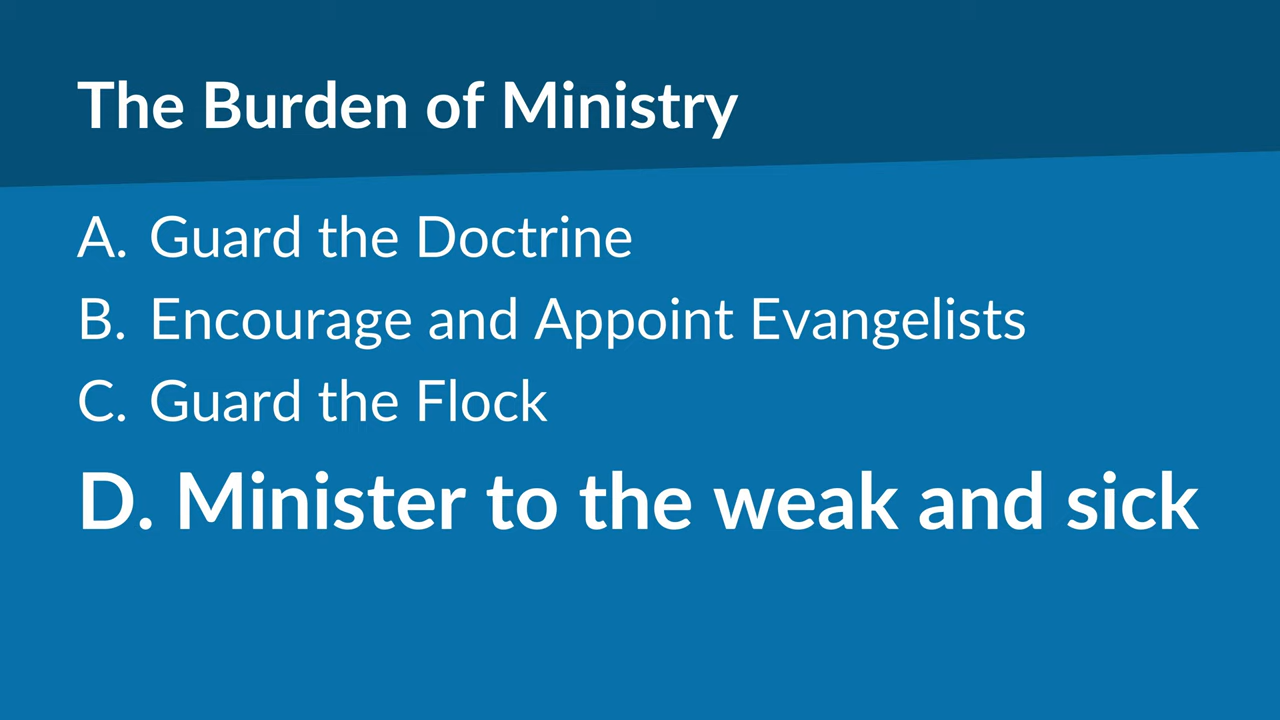 The Burden of Ministry
A. Guard the Doctrine
B. Encourage and Appoint Evangelists
C. Guard the Flock
D. Minister to the weak and sick